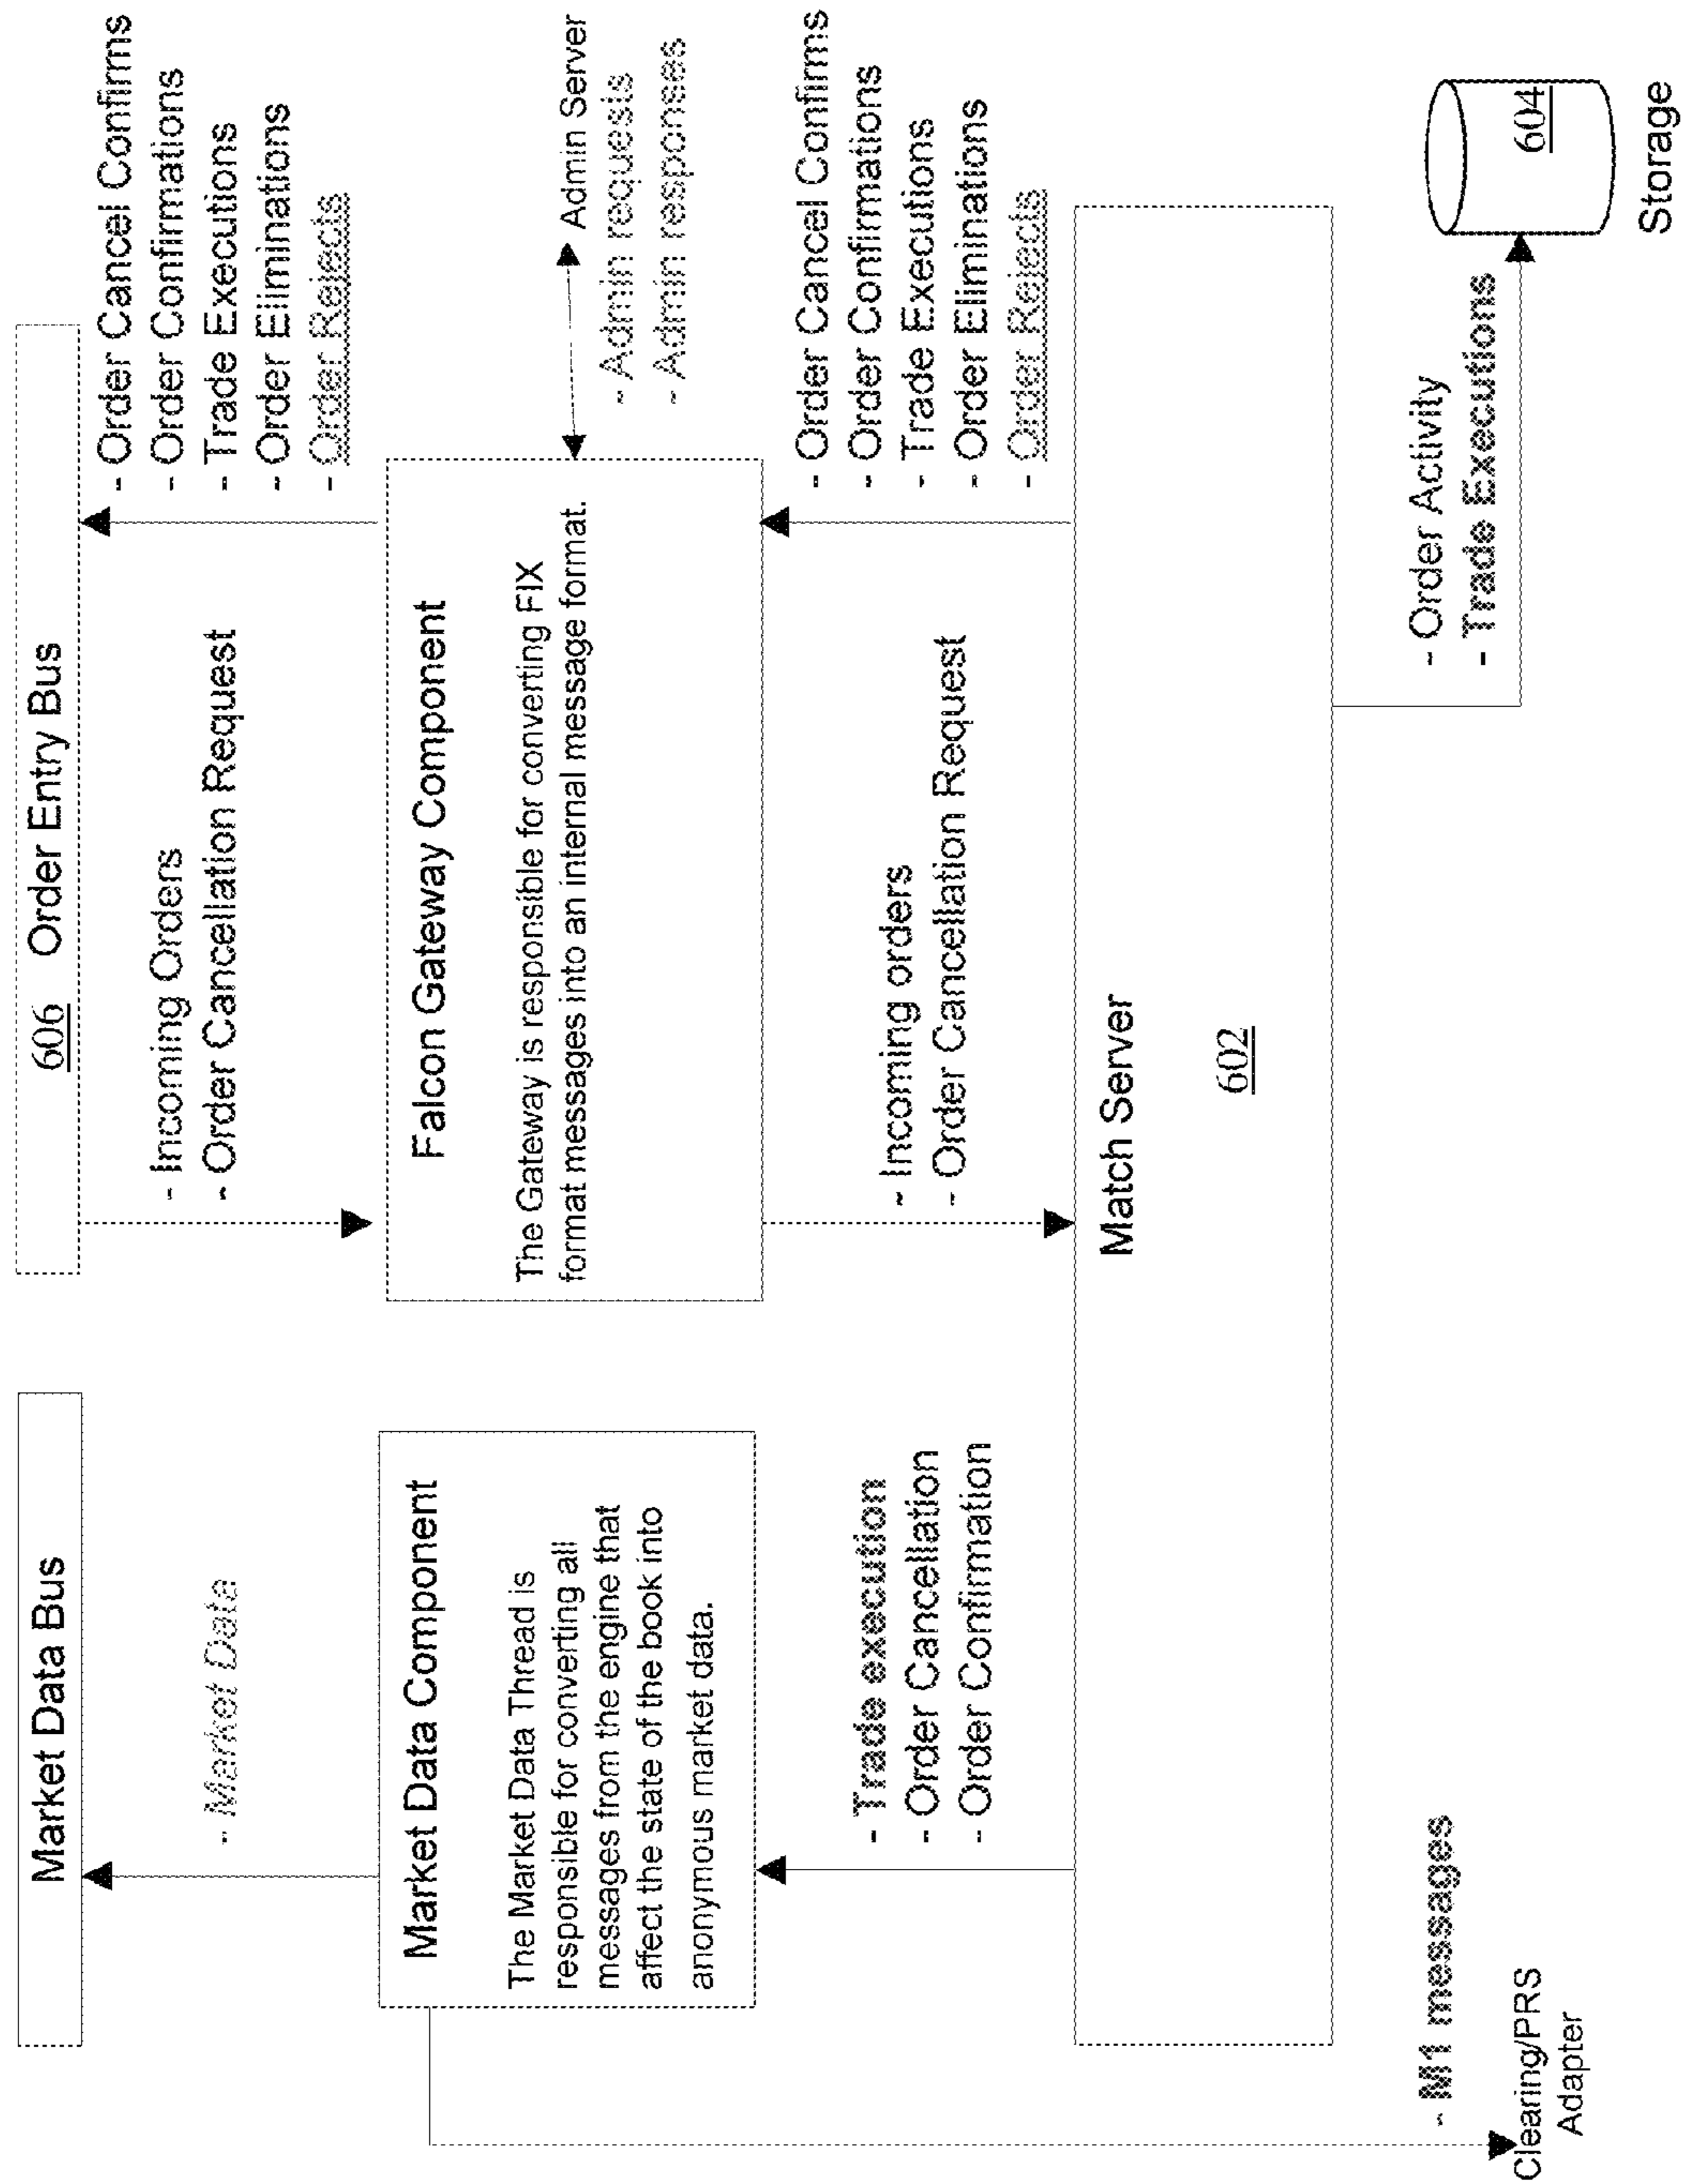 Market Data Bus
606 Order Entry Bus
- Market Data
- Incoming Orders
- Order Cancellation Request
- Order Cancel Confirms
- Order Confirmations
- Trade Executions
- Order Eliminations
- Order Rejects
Market Data Component
The Market Data Thread is
responsible for converting all
messages from the engine that
affect the state of the book into
anonymous market data.
Falcon Gateway Component
The Gateway is responsible for converting FIX
format messages into an internal message format.
Admin Server
- Admin requests
- Admin responses
- Trade execution
- Order Cancellation
- Order Confirmation
- Incoming orders
- Order Cancellation Request
- Order Cancel Confirms
- Order Confirmations
- Trade Executions
- Order Eliminations
- Order Rejects
Match Server
602
- M1 messages
Clearing/PRS
Adapter
- Order Activity
- Trade Executions
604
Storage